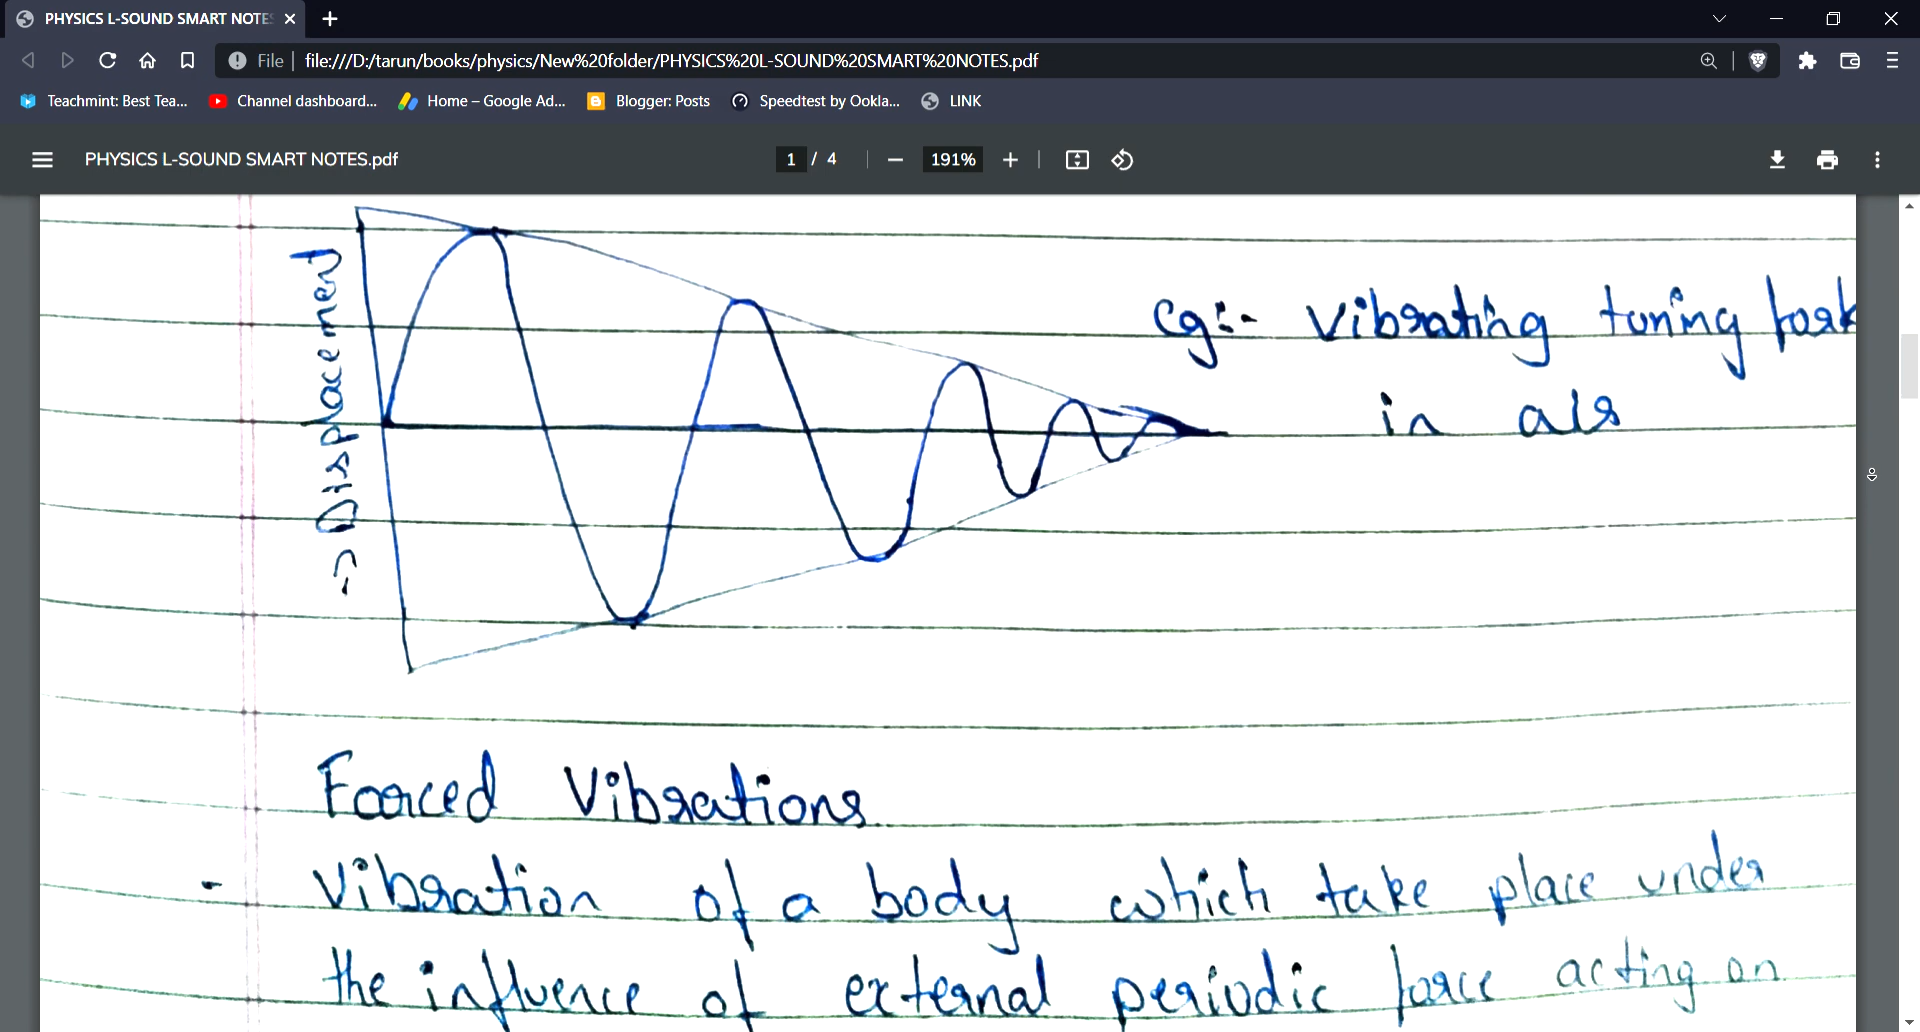 PHYSICS L-SOUND SMART NOTES
File file:///D:/tarun/books/physics/New%20folder/PHYSICS%20L-SOUND%20SMART%20NOTES.pdf
Teachmint: Best Tea... Channel dashboard... Home – Google Ad... Blogger: Posts Speedtest by Ookla... LINK
PHYSICS L-SOUND SMART NOTES.pdf 1 / 4 191%
→ Displacement
eg:- Vibrating tuning fork
in air
Forced Vibrations
- Vibration of a body which take place under
the influence of external periodic force acting on